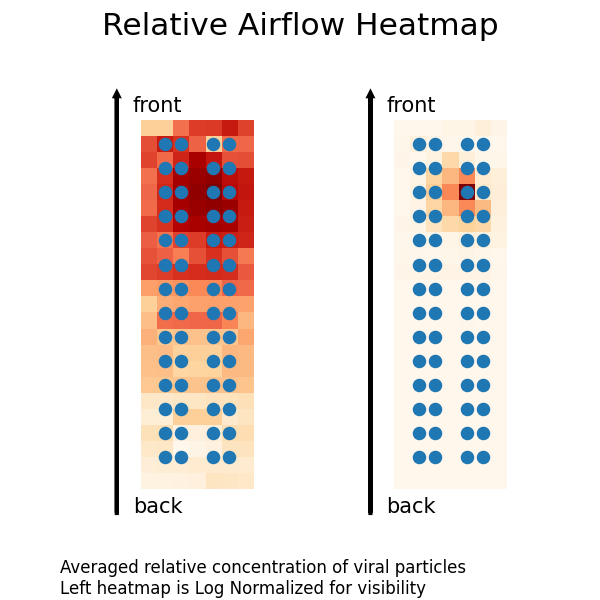 Relative Airflow Heatmap
front
front
back
back
Averaged relative concentration of viral particles
Left heatmap is Log Normalized for visibility